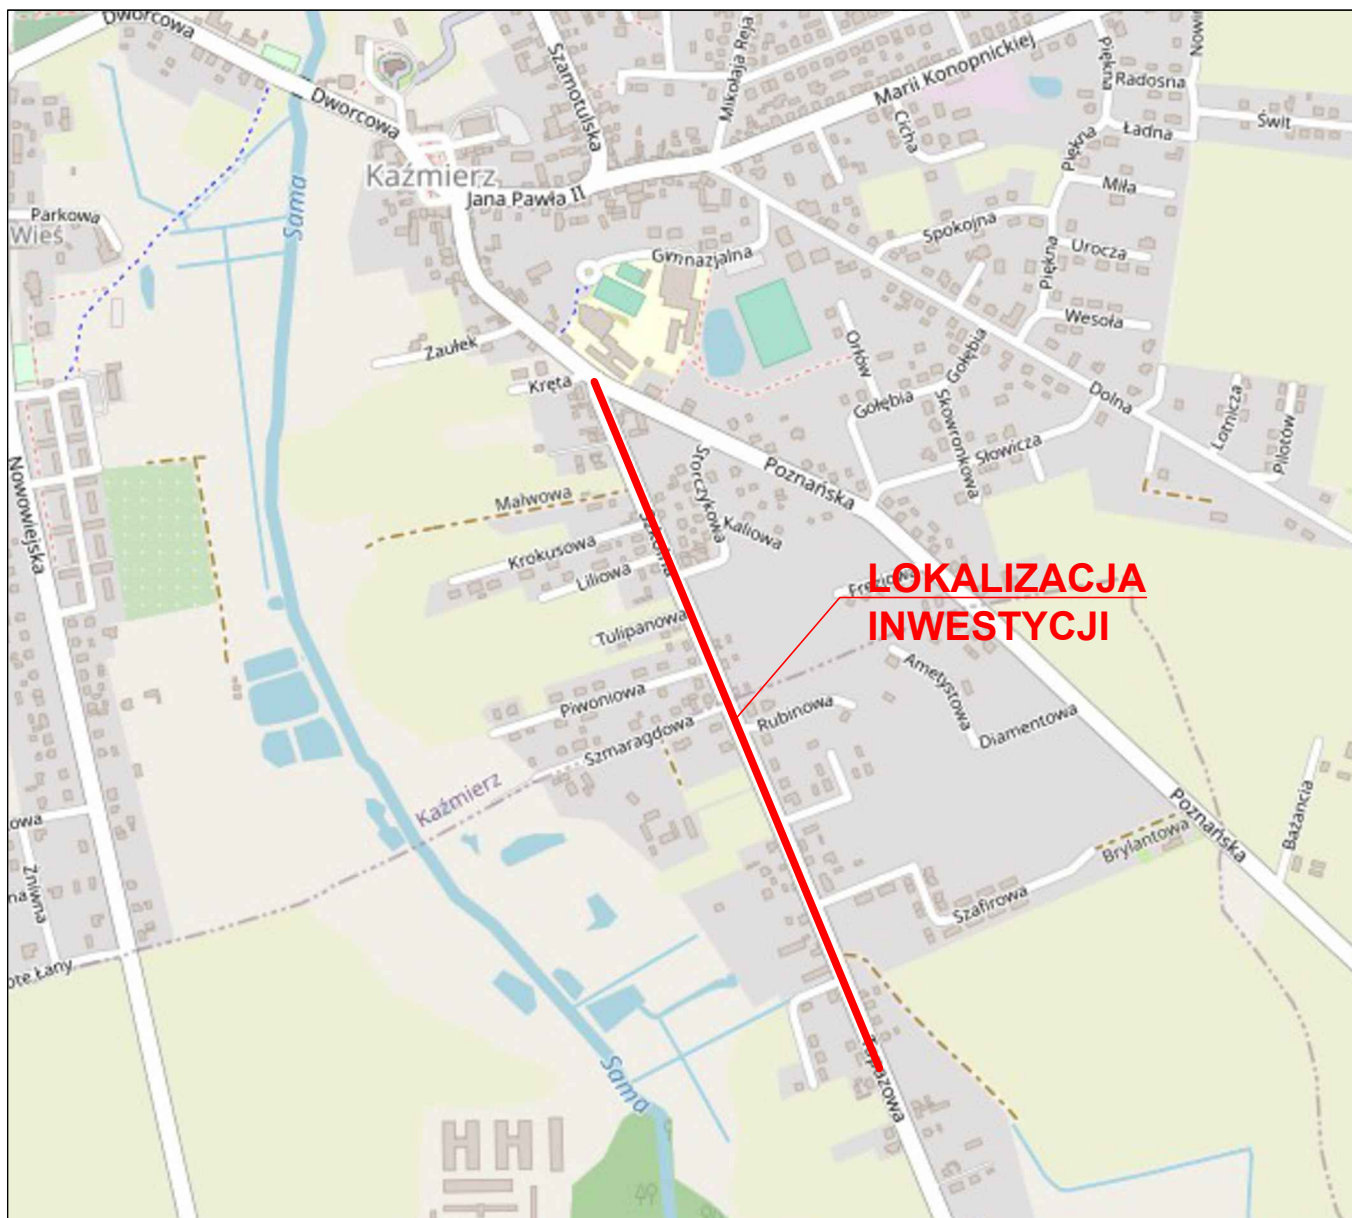 Dworcowa
Szamotulska
Mikołaja Reja
Marii Konopnickiej
Piękna
Radosna
Dworcowa
Cicha
Ładna
Świt
Piękna
Kaźmierz
Jana Pawła II
Miła
Parkowa
Wieś
Sama
Spokojna
Urocza
Gimnazjalna
Piękna
Wesoła
Zaułek
Orłów
Gołębia
Kręta
Gołębia
Dolna
Skowronkowa
Lotnicza
Pilotów
Słowicza
Nowowiejska
Storczykowa
Poznańska
Malwowa
Kaliowa
Krokusowa
Liliowa
LOKALIZACJA
INWESTYCJI
Tulipanowa
Ametystowa
Piwoniowa
Rubinowa
Szmaragdowa
Diamentowa
Kaźmierz
Bażancia
Poznańska
Brylantowa
Żniwna
Szafirowa
Sama